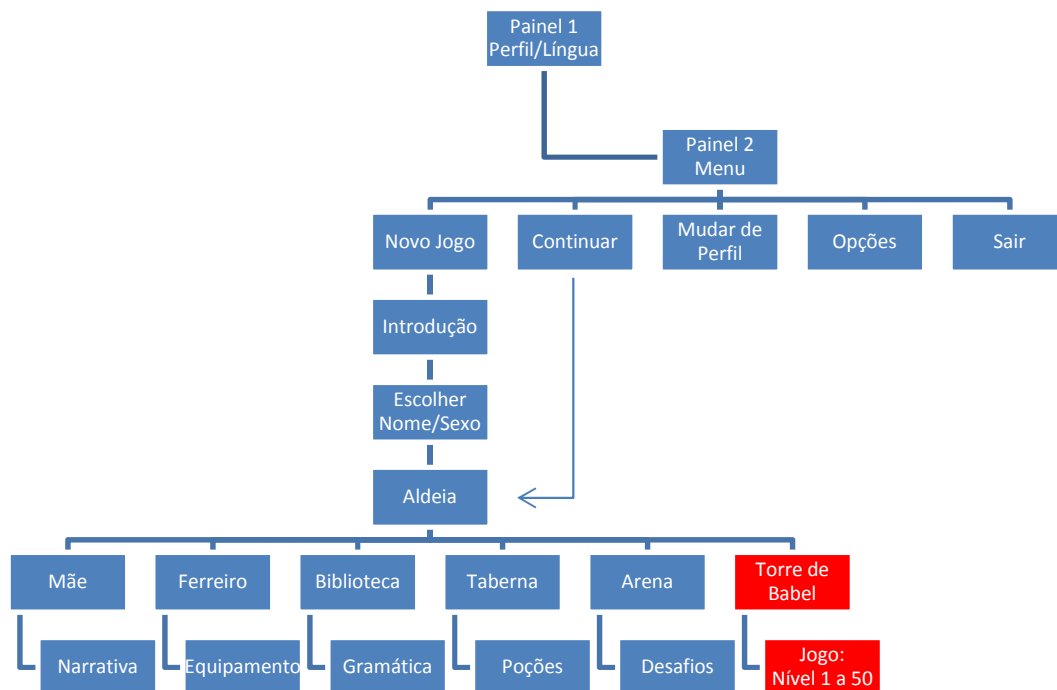 Painel 1
Perfil/Língua
Painel 2
Menu
Novo Jogo
Continuar
Mudar de
Perfil
Opções
Sair
Introdução
Escolher
Nome/Sexo
Aldeia
Mãe
Ferreiro
Biblioteca
Taberna
Arena
Torre de
Babel
Narrativa
Equipamento
Gramática
Poções
Desafios
Jogo:
Nível 1 a 50